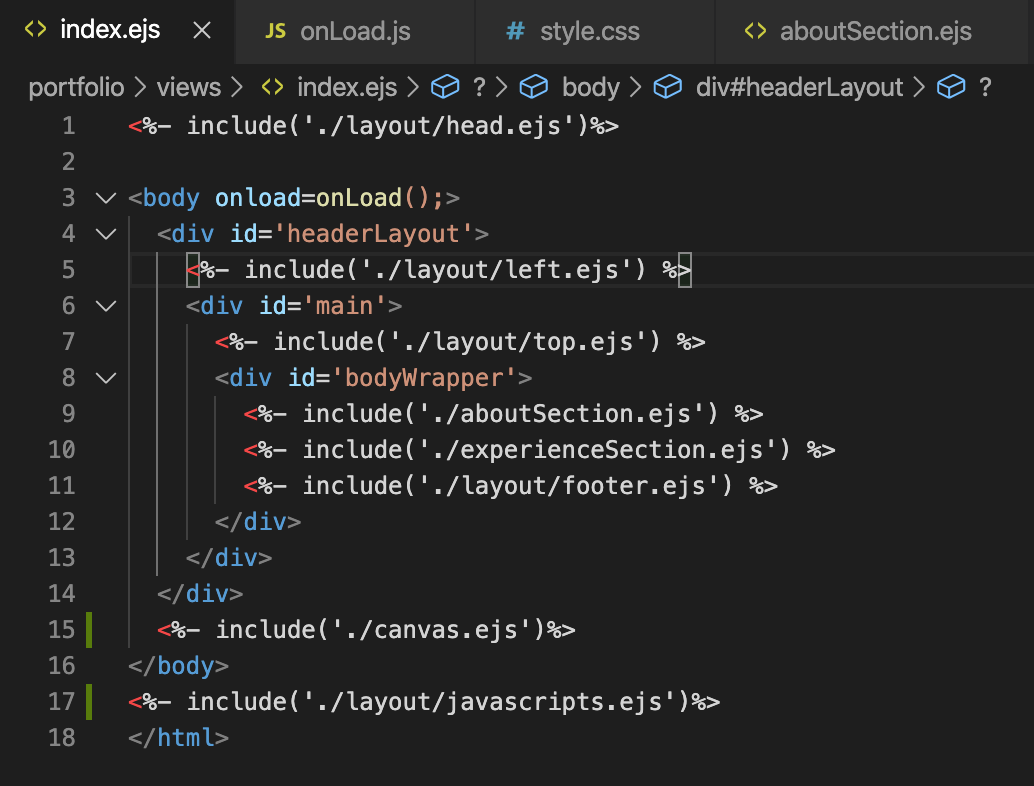 <> index.ejs × JS onLoad.js # style.css <> aboutSection.ejs
portfolio > views > <> index.ejs > ? > body > div#headerLayout > ?
1 <%- include('./layout/head.ejs')%>
2
3 <body onload=onLoad();>
4 <div id='headerLayout'>
5 <%- include('./layout/left.ejs') %>
6 <div id='main'>
7 <%- include('./layout/top.ejs') %>
8 <div id='bodyWrapper'>
9 <%- include('./aboutSection.ejs') %>
10 <%- include('./experienceSection.ejs') %>
11 <%- include('./layout/footer.ejs') %>
12 </div>
13 </div>
14 </div>
15 <%- include('./canvas.ejs')%>
16 </body>
17 <%- include('./layout/javascripts.ejs')%>
18 </html>